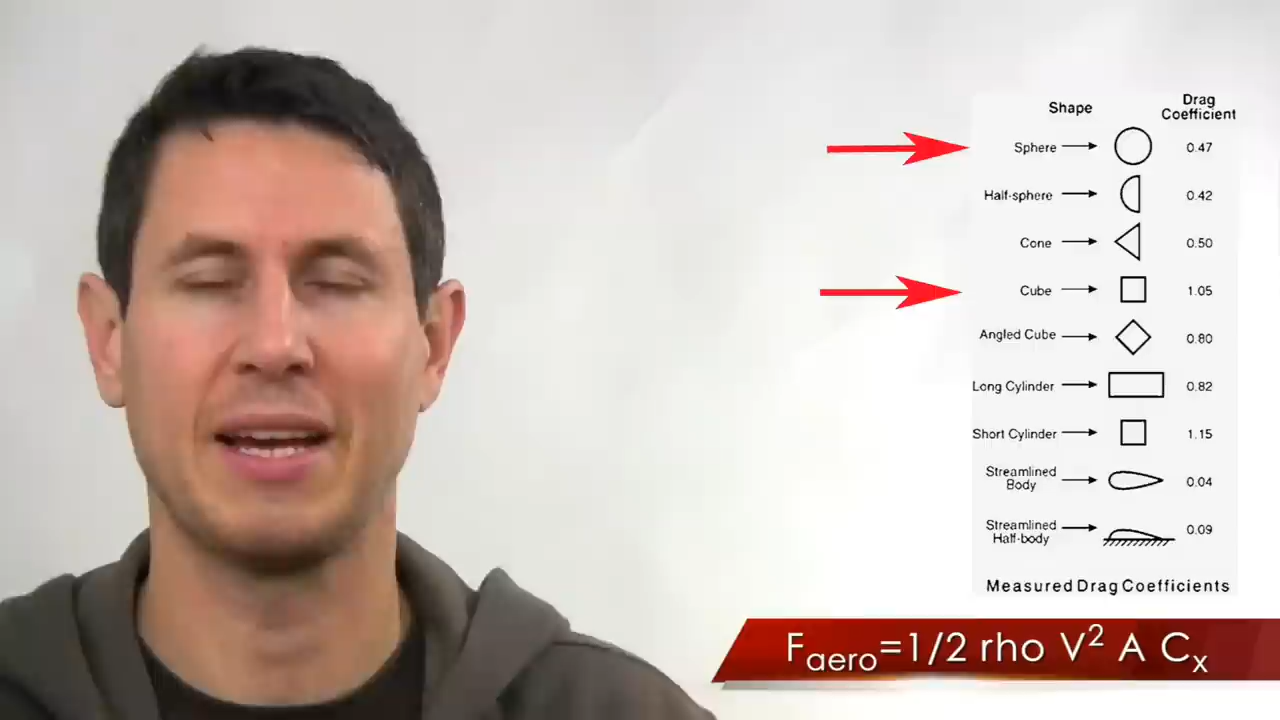 Shape Drag Coefficient
Sphere 0.47
Half-sphere 0.42
Cone 0.50
Cube 1.05
Angled Cube 0.80
Long Cylinder 0.82
Short Cylinder 1.15
Streamlined Body 0.04
Streamlined Half-body 0.09
Measured Drag Coefficients
F_aero=1/2 rho V² A C_x